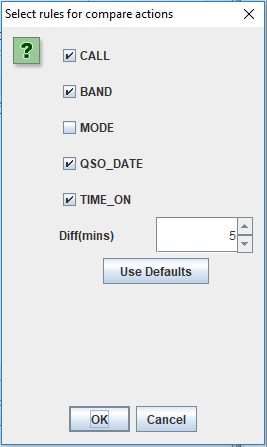 Select rules for compare actions
?
CALL
BAND
MODE
QSO_DATE
TIME_ON
Diff(mins) 5
Use Defaults
OK Cancel